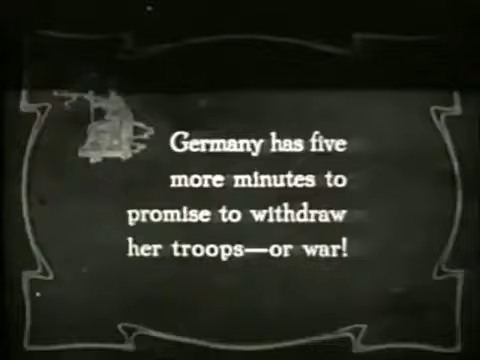 Germany has five
more minutes to
promise to withdraw
her troops—or war!